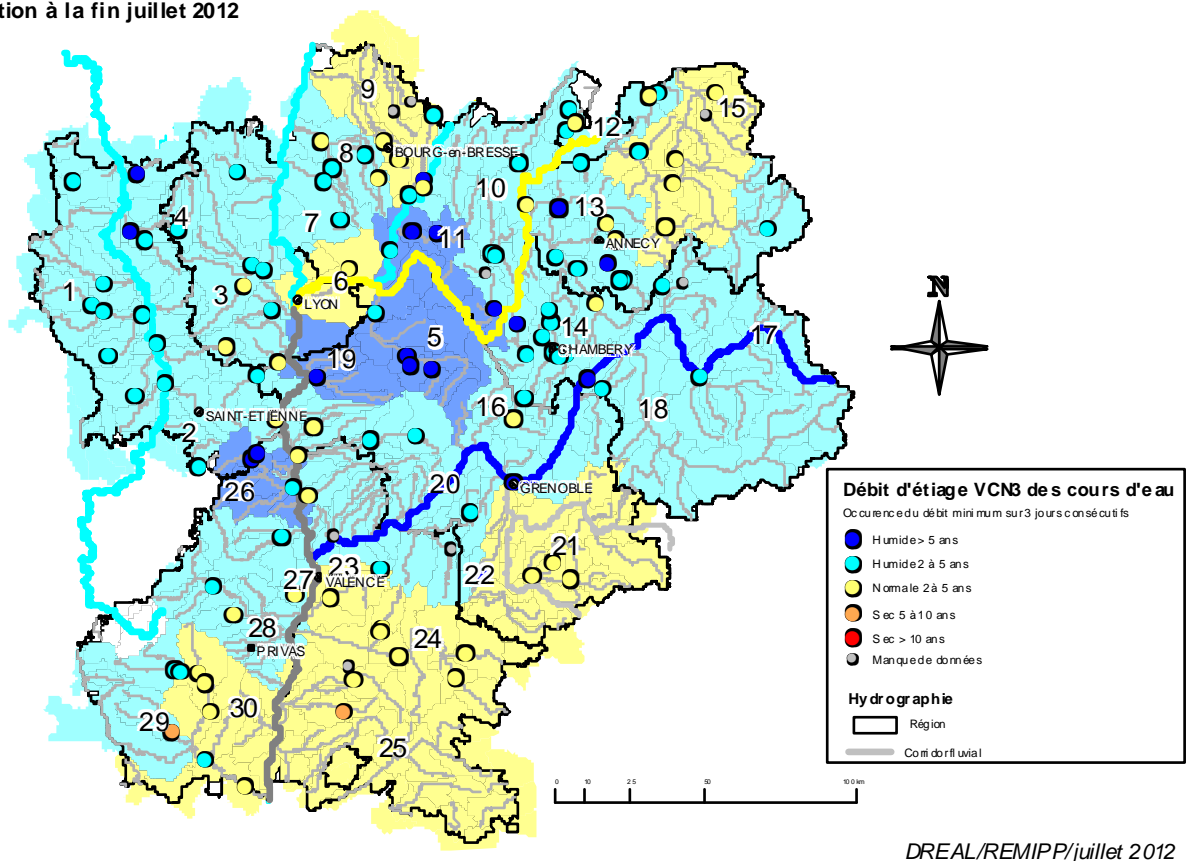 tion à la fin juillet 2012
9
15
12
8
BOURG-en-BRESSE
10
13
7
4
11
ANNECY
6
1
3
LYON
N
17
14
5
CHAMBERY
19
16
18
SAINT-ETIENNE
2
26
20
GRENOBLE
21
23
22
27
VALENCE
28
24
PRIVAS
30
29
25
Débit d'étiage VCN3 des cours d'eau
Occurence du débit minimum sur 3 jours consécutifs
Humide > 5 ans
Humide 2 à 5 ans
Normale 2 à 5 ans
Sec 5 à 10 ans
Sec > 10 ans
Manque de données
Hydrographie
Région
Corridor fluvial
0 10 25 50 100 km
DREAL/REMIPP/juillet 2012